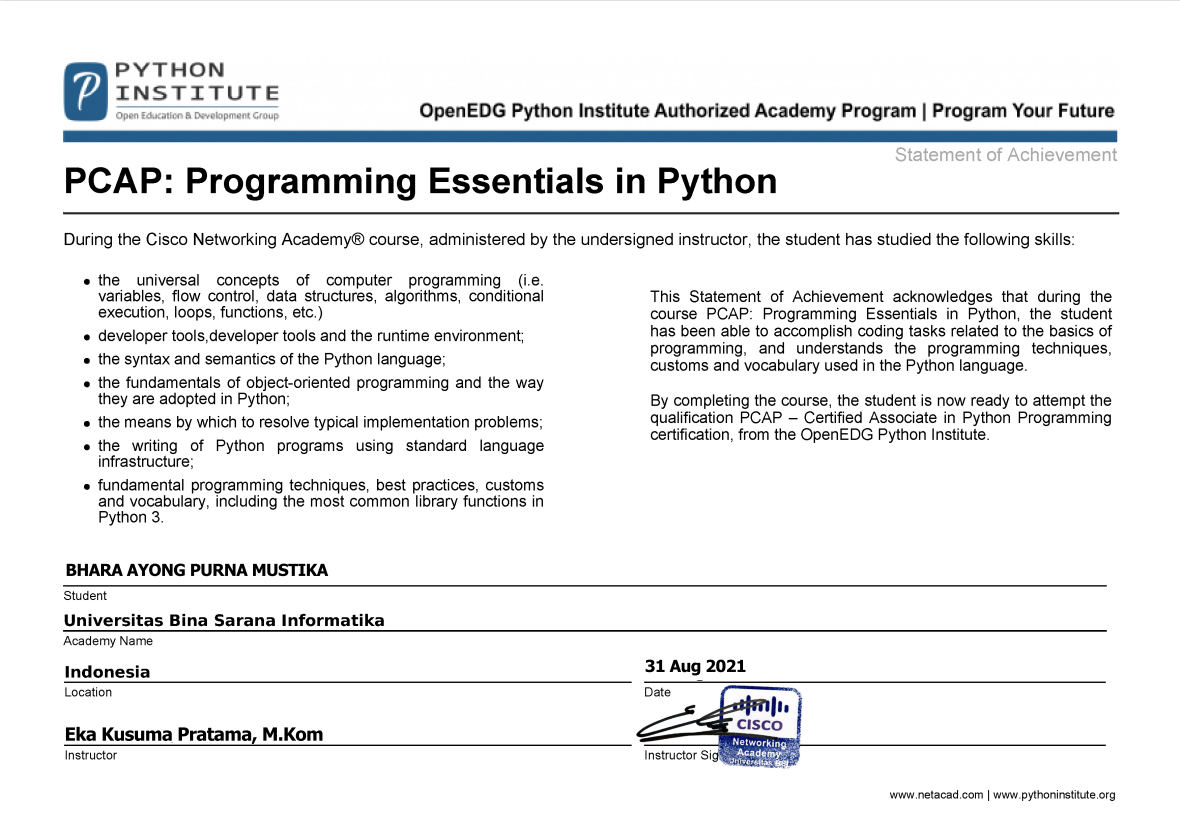 PYTHON
INSTITUTE
Open Education & Development Group
OpenEDG Python Institute Authorized Academy Program | Program Your Future
Statement of Achievement
PCAP: Programming Essentials in Python
During the Cisco Networking Academy® course, administered by the undersigned instructor, the student has studied the following skills:
• the universal concepts of computer programming (i.e.
variables, flow control, data structures, algorithms, conditional
execution, loops, functions, etc.)
• developer tools,developer tools and the runtime environment;
• the syntax and semantics of the Python language;
• the fundamentals of object-oriented programming and the way
they are adopted in Python;
• the means by which to resolve typical implementation problems;
• the writing of Python programs using standard language
infrastructure;
• fundamental programming techniques, best practices, customs
and vocabulary, including the most common library functions in
Python 3.
This Statement of Achievement acknowledges that during the
course PCAP: Programming Essentials in Python, the student
has been able to accomplish coding tasks related to the basics of
programming, and understands the programming techniques,
customs and vocabulary used in the Python language.
By completing the course, the student is now ready to attempt the
qualification PCAP – Certified Associate in Python Programming
certification, from the OpenEDG Python Institute.
BHARA AYONG PURNA MUSTIKA
Student
Universitas Bina Sarana Informatika
Academy Name
Indonesia
Location
31 Aug 2021
Date
Eka Kusuma Pratama, M.Kom
Instructor
Instructor Sig
CISCO
Networking
Academy
Universitas BSI
www.netacad.com | www.pythoninstitute.org